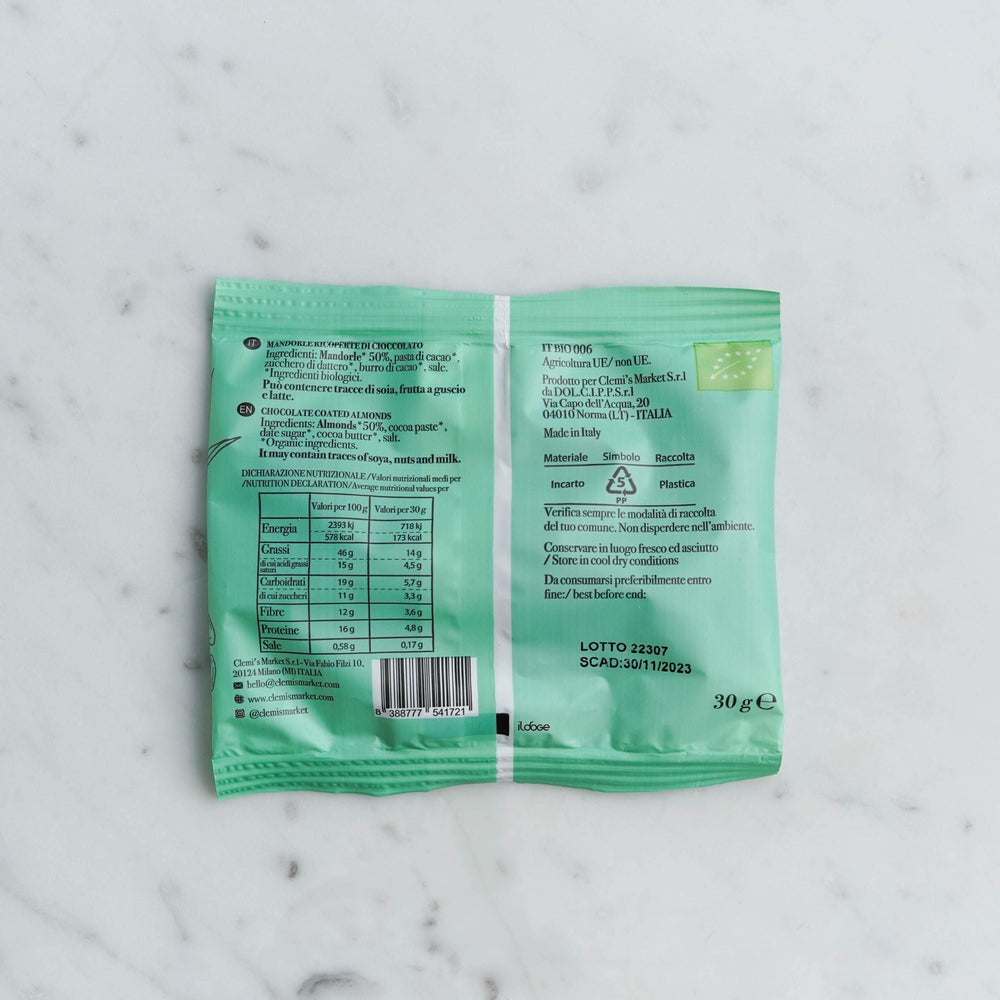 IT MANDORLE RICOPERTE DI CIOCCOLATO
Ingredienti: Mandorle* 50%, pasta di cacao*,
zucchero di dattero*, burro di cacao*, sale.
*Ingredienti biologici.
Può contenere tracce di soia, frutta a guscio
e latte.
EN CHOCOLATE COATED ALMONDS
Ingredients: Almonds*50%, cocoa paste*,
date sugar*, cocoa butter*, salt.
*Organic ingredients.
It may contain traces of soya, nuts and milk.
DICHIARAZIONE NUTRIZIONALE /Valori nutrizionali medi per
/NUTRITION DECLARATION/Average nutritional values per
Valori per 100 g Valori per 30 g
Energia 2393 kj 718 kj
578 kcal 173 kcal
Grassi 46 g 14 g
di cui acidi grassi saturi 15 g 4,5 g
Carboidrati 19 g 5,7 g
di cui zuccheri 11 g 3,3 g
Fibre 12 g 3,6 g
Proteine 16 g 4,8 g
Sale 0,58 g 0,17 g
Clemi's Market S.r.l - Via Fabio Filzi 10,
20124 Milano (MI) ITALIA
hello@clemismarket.com
www.clemismarket.com
@clemismarket
8 388777 541721
IT BIO 006
Agricoltura UE/ non UE.
Prodotto per Clemi's Market S.r.l
da DOL.C.I.P.P.S.r.l
Via Capo dell'Acqua, 20
04010 Norma (LT) - ITALIA
Made in Italy
Materiale Simbolo Raccolta
Incarto 5 PP Plastica
Verifica sempre le modalità di raccolta
del tuo comune. Non disperdere nell'ambiente.
Conservare in luogo fresco ed asciutto
/ Store in cool dry conditions
Da consumarsi preferibilmente entro
fine:/ best before end:
LOTTO 22307
SCAD:30/11/2023
30 g e
ildoge